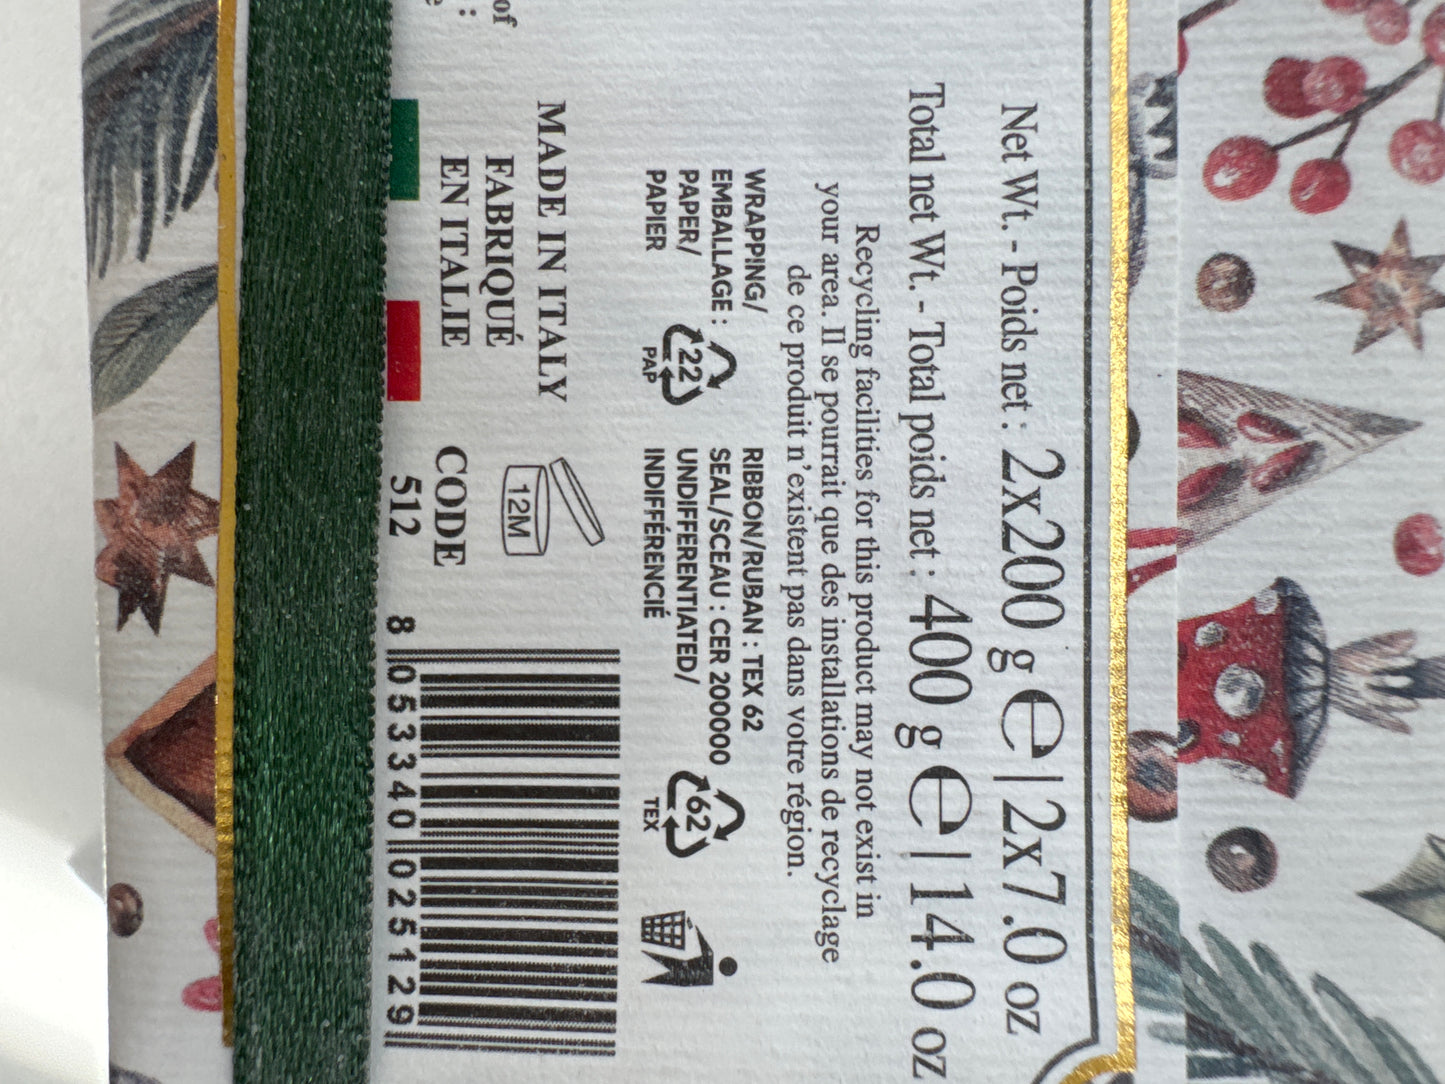 Net Wt. - Poids net : 2x200 g ℮ | 2x7.0 oz
Total net Wt. - Total poids net : 400 g ℮ | 14.0 oz
Recycling facilities for this product may not exist in
your area. Il se pourrait que des installations de recyclage
de ce produit n'existent pas dans votre région.
WRAPPING/
EMBALLAGE :
PAPER/
PAPIER
22
PAP
RIBBON/RUBAN : TEX 62
SEAL/SCEAU : CER 200000
UNDIFFERENTIATED/
INDIFFÉRENCIÉ
62
TEX
of
MADE IN ITALY
FABRIQUÉ
EN ITALIE
12M
CODE
512
8 053340 025129